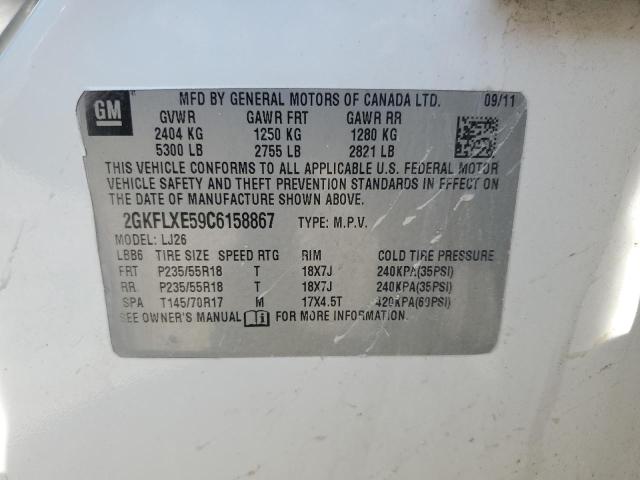 GM
MFD BY GENERAL MOTORS OF CANADA LTD. 09/11
GVWR GAWR FRT GAWR RR
2404 KG 1250 KG 1280 KG
5300 LB 2755 LB 2821 LB
THIS VEHICLE CONFORMS TO ALL APPLICABLE U.S. FEDERAL MOTOR
VEHICLE SAFETY AND THEFT PREVENTION STANDARDS IN EFFECT ON
THE DATE OF MANUFACTURE SHOWN ABOVE.
2GKFLXE59C6158867 TYPE: M.P.V.
MODEL: LJ26
LBB6 TIRE SIZE SPEED RTG RIM COLD TIRE PRESSURE
FRT P235/55R18 T 18X7J 240KPA(35PSI)
RR P235/55R18 T 18X7J 240KPA(35PSI)
SPA T145/70R17 M 17X4.5T 420KPA(60PSI)
SEE OWNER'S MANUAL FOR MORE INFORMATION.